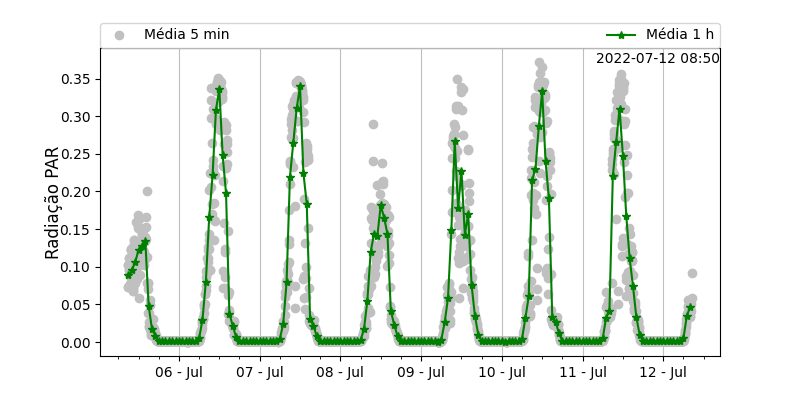 Média 5 min
Média 1 h
2022-07-12 08:50
Radiação PAR
0.35
0.30
0.25
0.20
0.15
0.10
0.05
0.00
06 - Jul
07 - Jul
08 - Jul
09 - Jul
10 - Jul
11 - Jul
12 - Jul